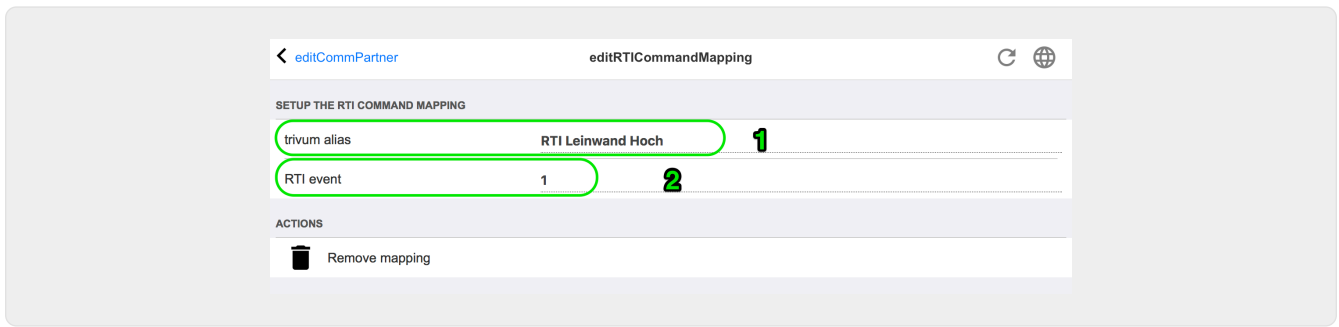 editCommPartner editRTICommandMapping
SETUP THE RTI COMMAND MAPPING
trivum alias RTI Leinwand Hoch 1
RTI event 1 2
ACTIONS
Remove mapping